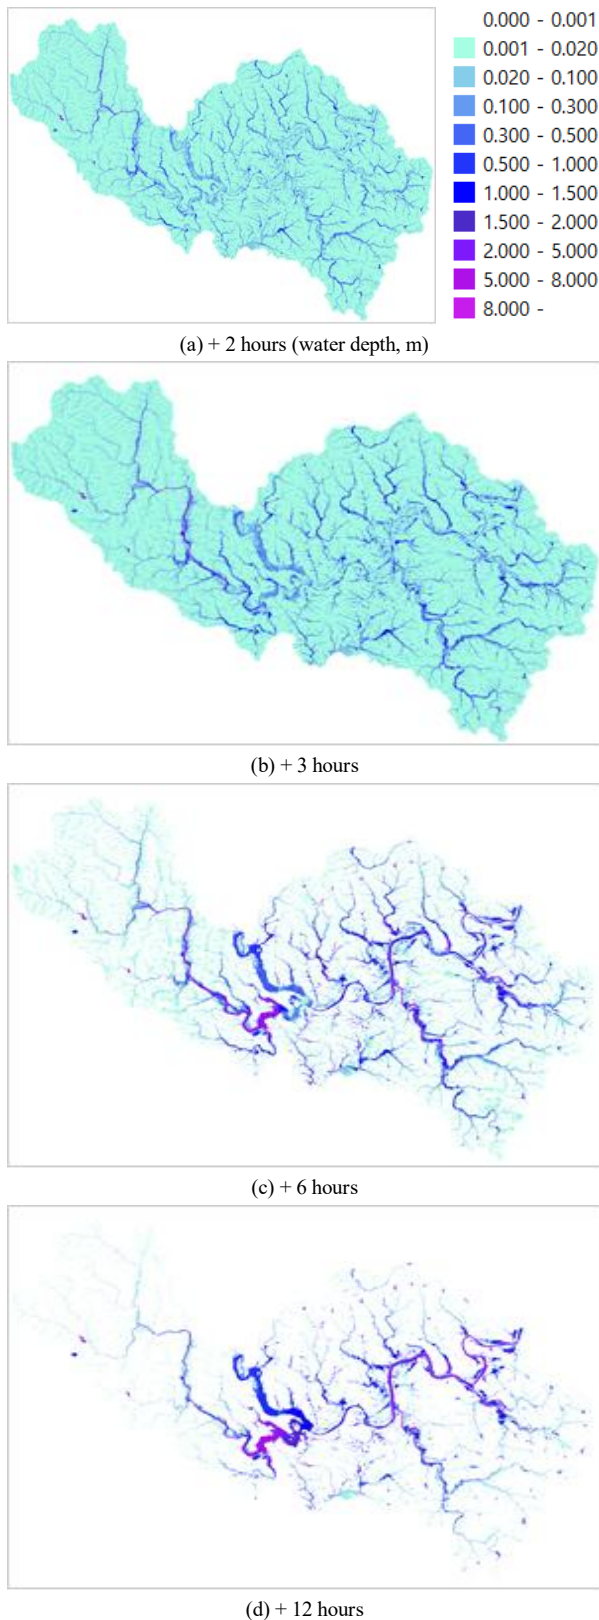 0.000 - 0.001
0.001 - 0.020
0.020 - 0.100
0.100 - 0.300
0.300 - 0.500
0.500 - 1.000
1.000 - 1.500
1.500 - 2.000
2.000 - 5.000
5.000 - 8.000
8.000 -
(a) + 2 hours (water depth, m)
(b) + 3 hours
(c) + 6 hours
(d) + 12 hours